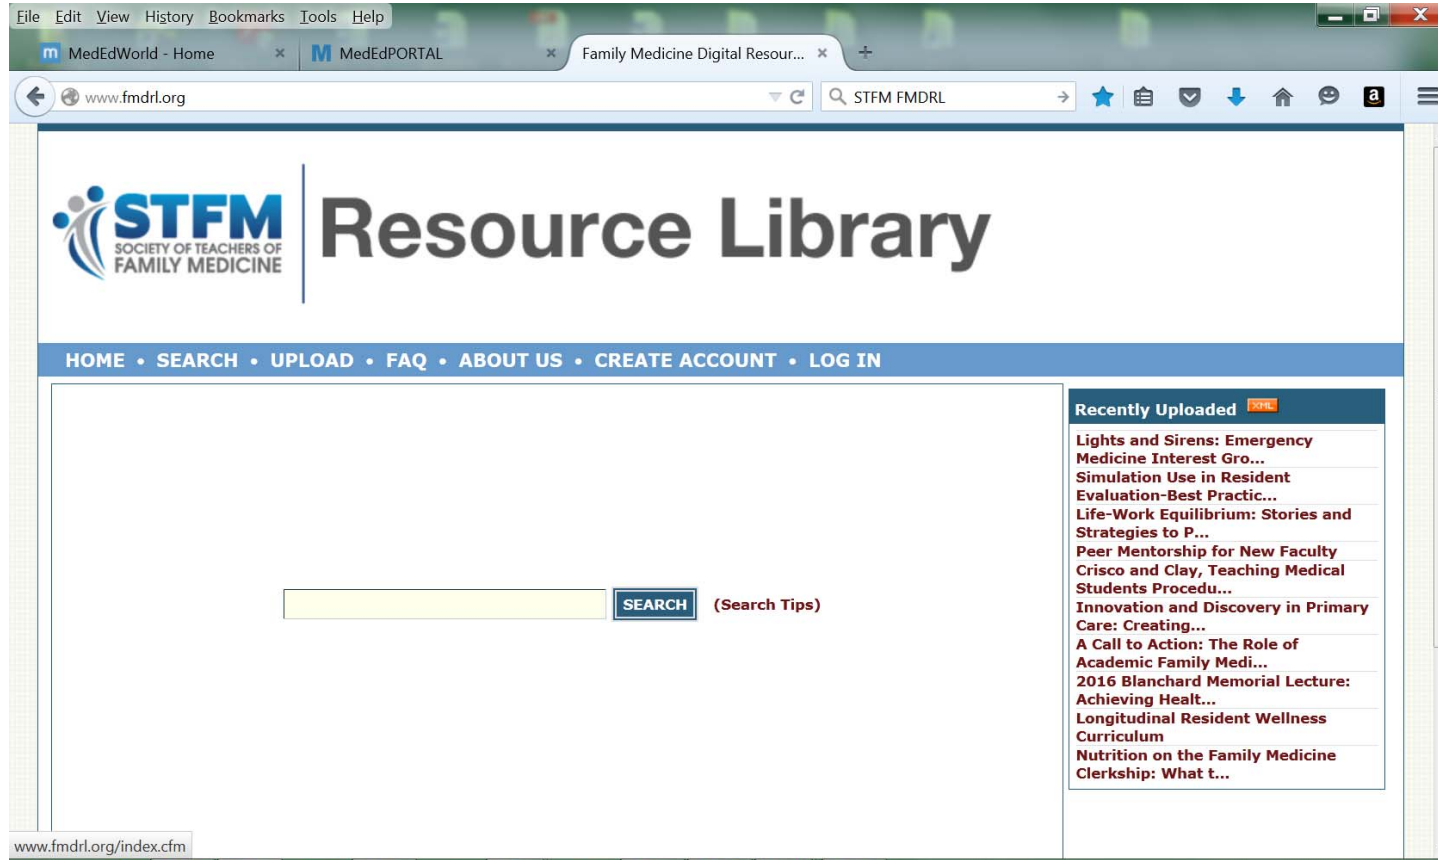 File Edit View History Bookmarks Tools Help
MedEdWorld - Home
MedEdPORTAL
Family Medicine Digital Resour...
www.fmdrl.org
STFM FMDRL
STFM
SOCIETY OF TEACHERS OF
FAMILY MEDICINE
Resource Library
HOME • SEARCH • UPLOAD • FAQ • ABOUT US • CREATE ACCOUNT • LOG IN
SEARCH (Search Tips)
Recently Uploaded XML
Lights and Sirens: Emergency
Medicine Interest Gro...
Simulation Use in Resident
Evaluation-Best Practic...
Life-Work Equilibrium: Stories and
Strategies to P...
Peer Mentorship for New Faculty
Crisco and Clay, Teaching Medical
Students Procedu...
Innovation and Discovery in Primary
Care: Creating...
A Call to Action: The Role of
Academic Family Medi...
2016 Blanchard Memorial Lecture:
Achieving Healt...
Longitudinal Resident Wellness
Curriculum
Nutrition on the Family Medicine
Clerkship: What t...
www.fmdrl.org/index.cfm